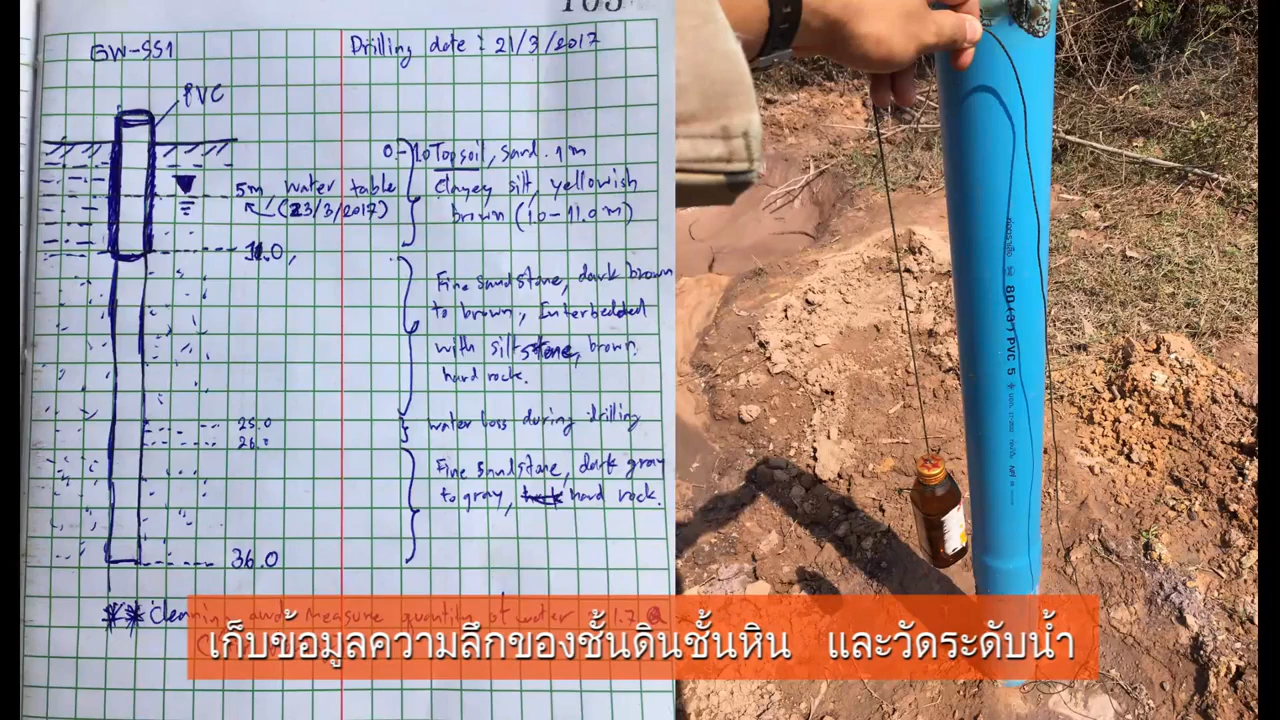 GW-SS1
Drilling date : 21/3/2017
PVC
0.-1.0 Topsoil, sand. 1 m
Clayey silt, yellowish
brown (1.0-11.0 m)
5m water table
(23/3/2017)
11.0,
Fine sandstone, dark brown
to brown, Interbedded
with siltstone, brown
hard rock.
25.0
26.0
water loss during drilling
Fine sandstone, dark gray
to gray, hard rock.
36.0
** Cleaning and measure quantity of water 1.7
เก็บข้อมูลความลึกของชั้นดินชั้นหิน และวัดระดับน้ำ
80 (3") PVC 5